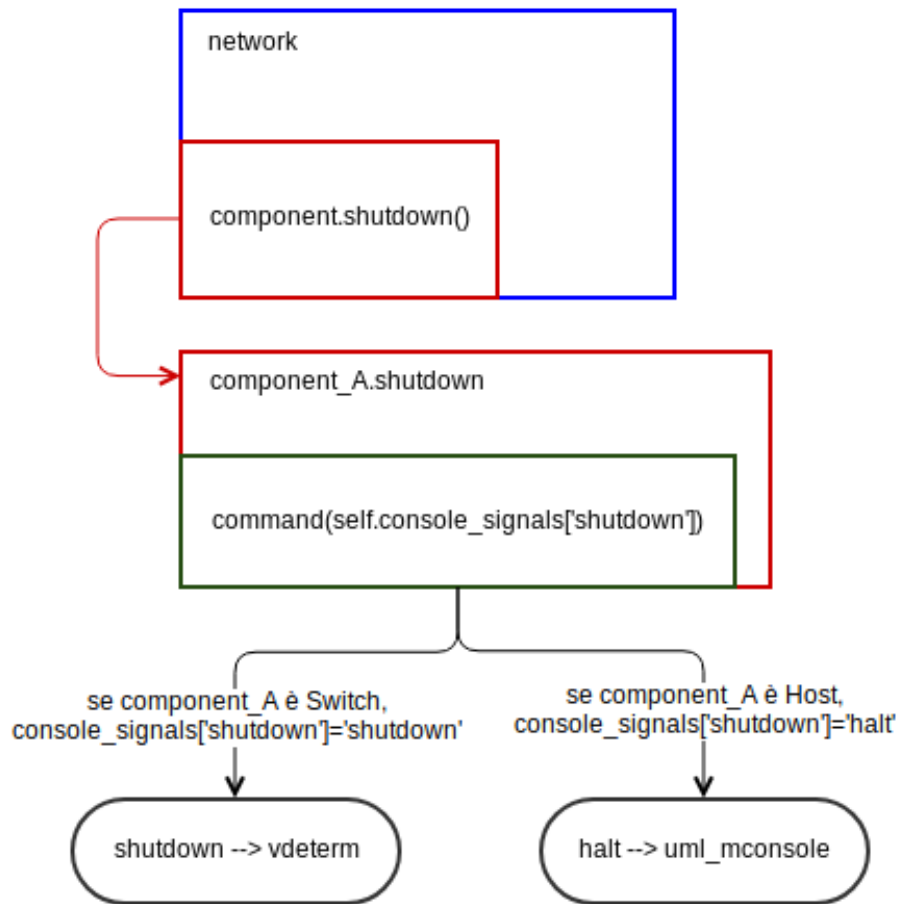 network
component.shutdown()
component_A.shutdown
command(self.console_signals['shutdown'])
se component_A è Switch,
console_signals['shutdown']='shutdown'
se component_A è Host,
console_signals['shutdown']='halt'
shutdown --> vdeterm
halt --> uml_mconsole